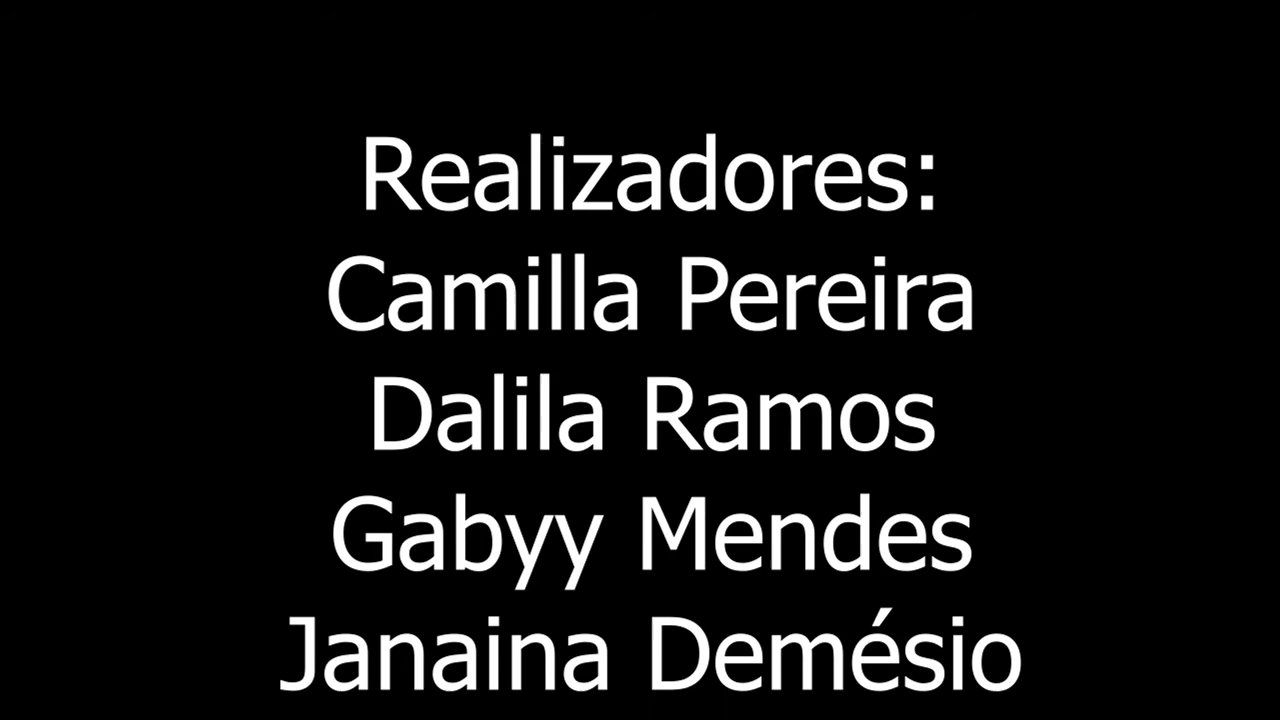 Realizadores:
Camilla Pereira
Dalila Ramos
Gabyy Mendes
Janaina Demésio